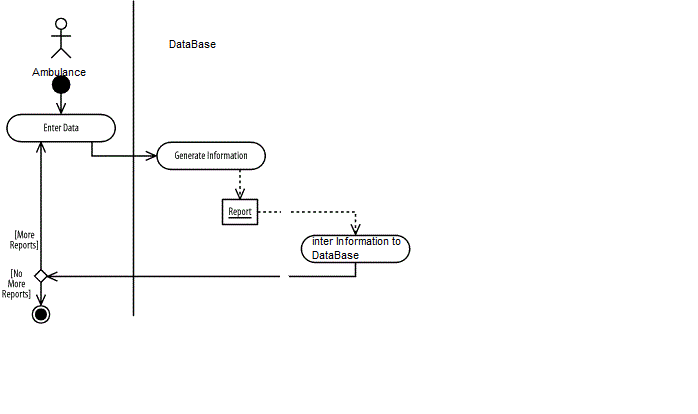 DataBase
Ambulance
Enter Data
Generate Information
Report
inter Information to
DataBase
[More
Reports]
[No
More
Reports]